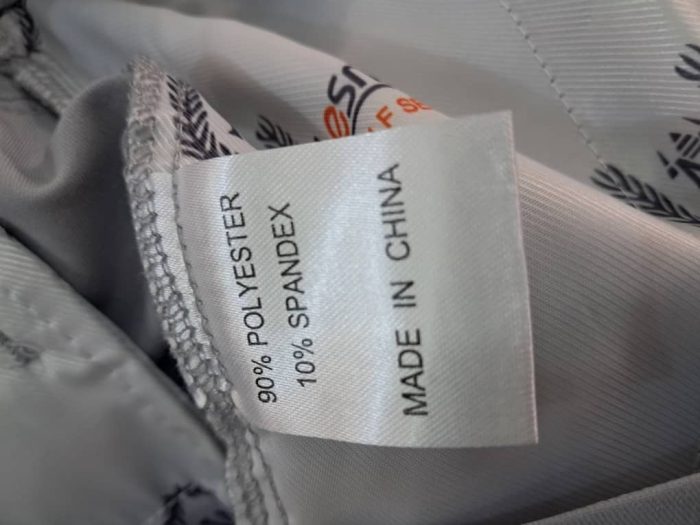 90% POLYESTER
10% SPANDEX
MADE IN CHINA